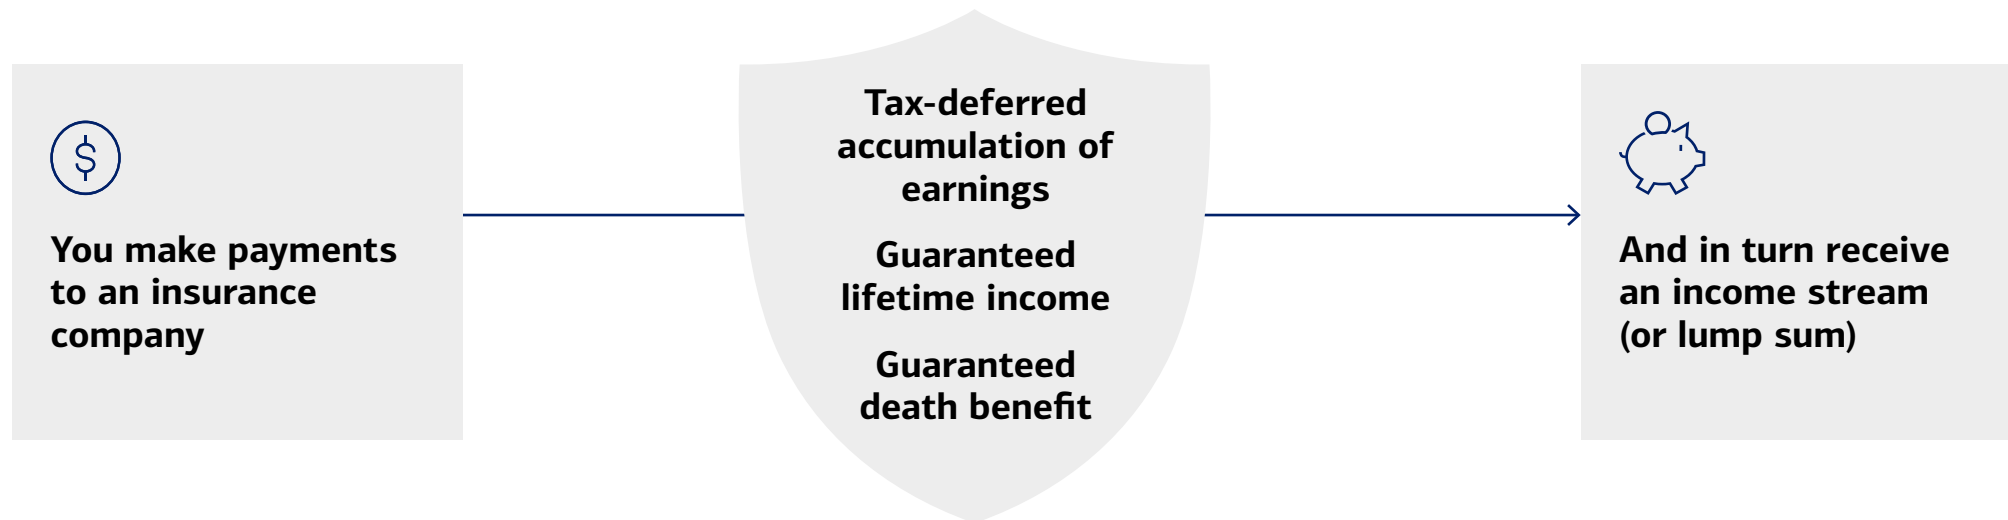 $
You make payments
to an insurance
company
Tax-deferred
accumulation of
earnings
Guaranteed
lifetime income
Guaranteed
death benefit
And in turn receive
an income stream
(or lump sum)